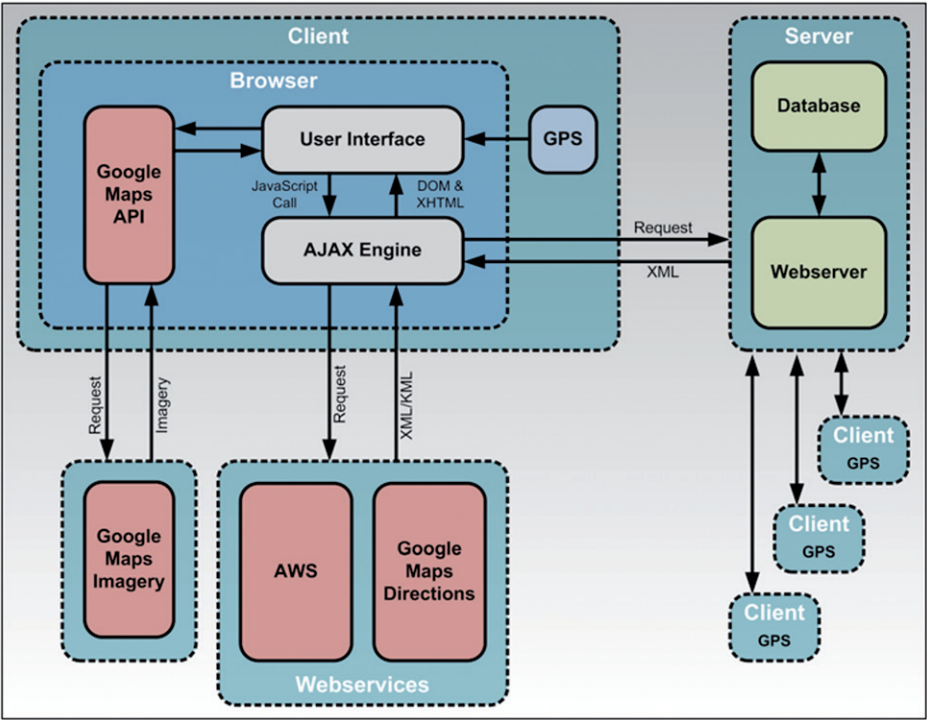 Client
Browser
Google
Maps
API
User Interface
GPS
JavaScript
Call
DOM &
XHTML
AJAX Engine
Request
XML
Server
Database
Webserver
Request
Imagery
Request
XML/KML
Google
Maps
Imagery
AWS
Google
Maps
Directions
Webservices
Client
GPS
Client
GPS
Client
GPS